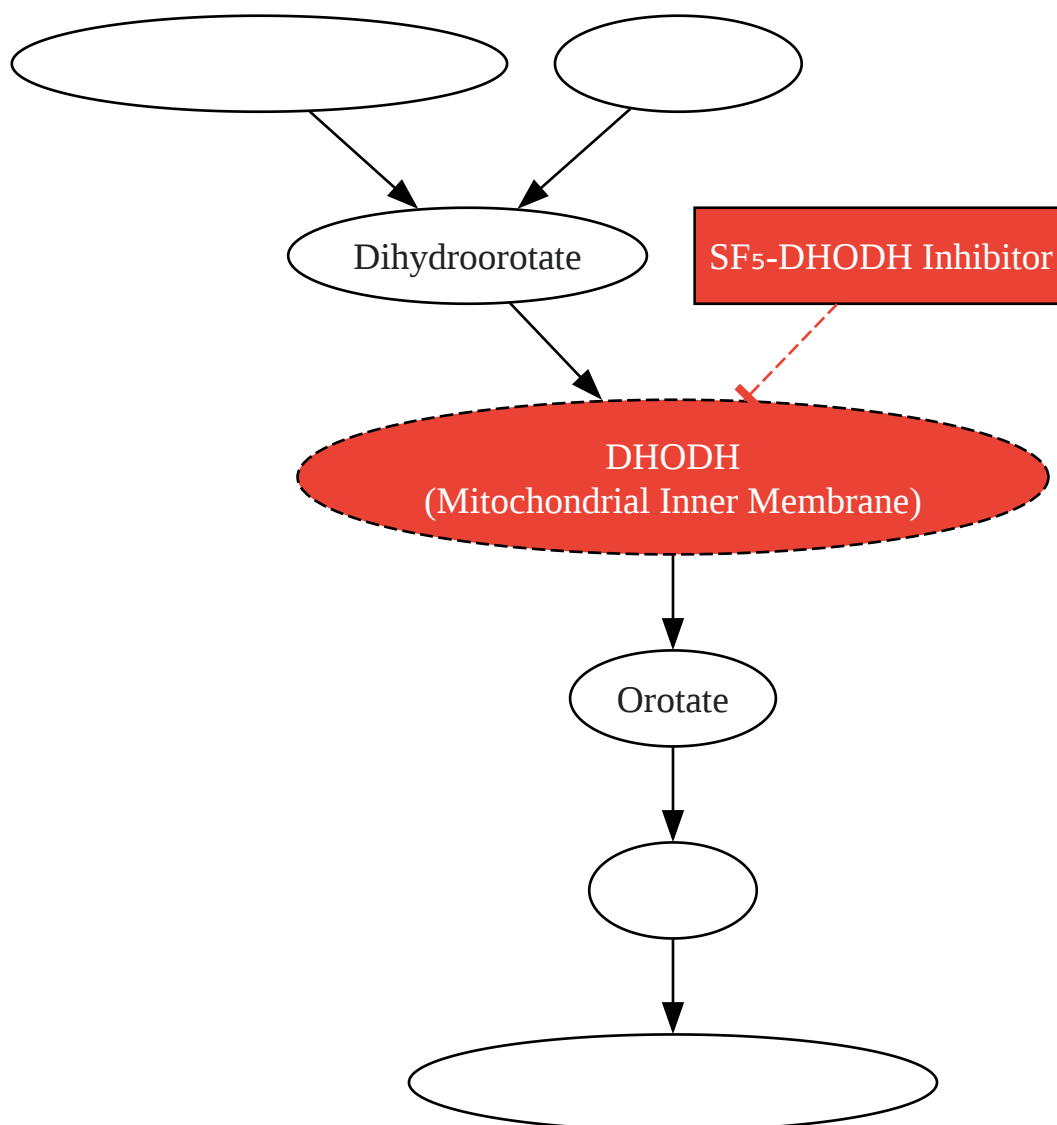 Dihydroorotate
SF₅-DHODH Inhibitor
DHODH
(Mitochondrial Inner Membrane)
Orotate